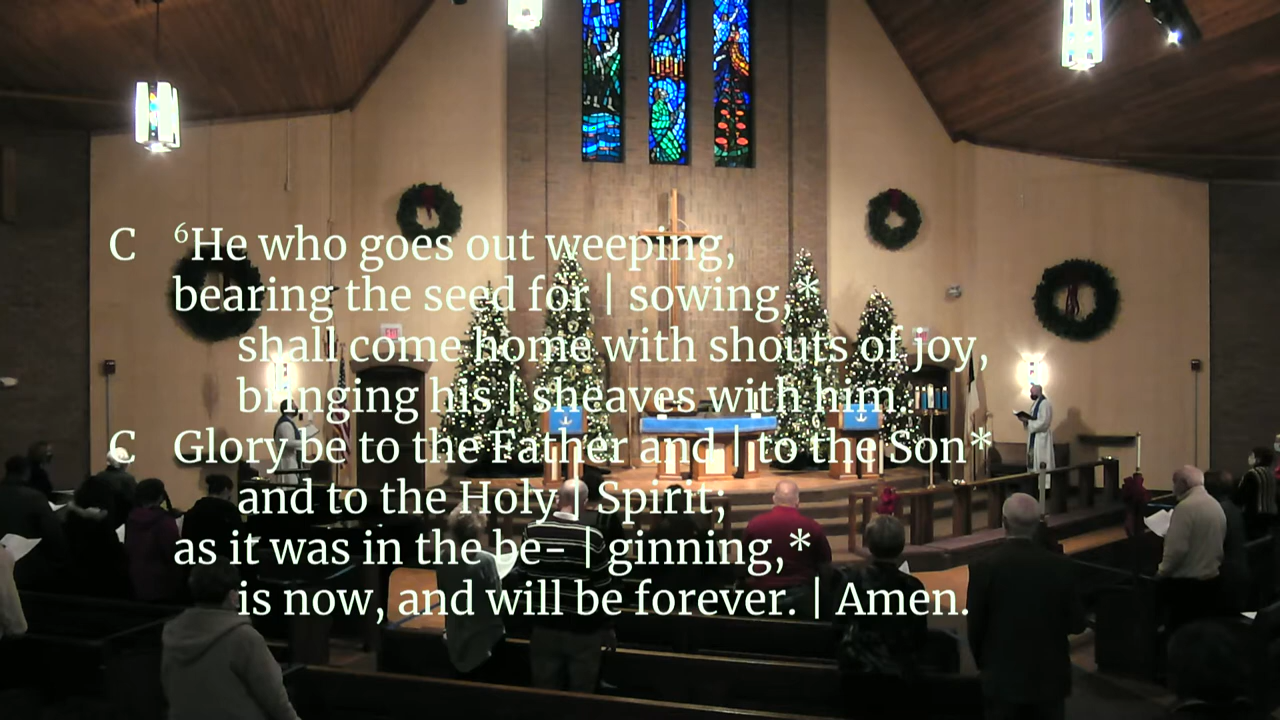 C ⁶He who goes out weeping,
bearing the seed for | sowing,*
shall come home with shouts of joy,
bringing his | sheaves with him.
C Glory be to the Father and | to the Son*
and to the Holy | Spirit;
as it was in the be- | ginning,*
is now, and will be forever. | Amen.